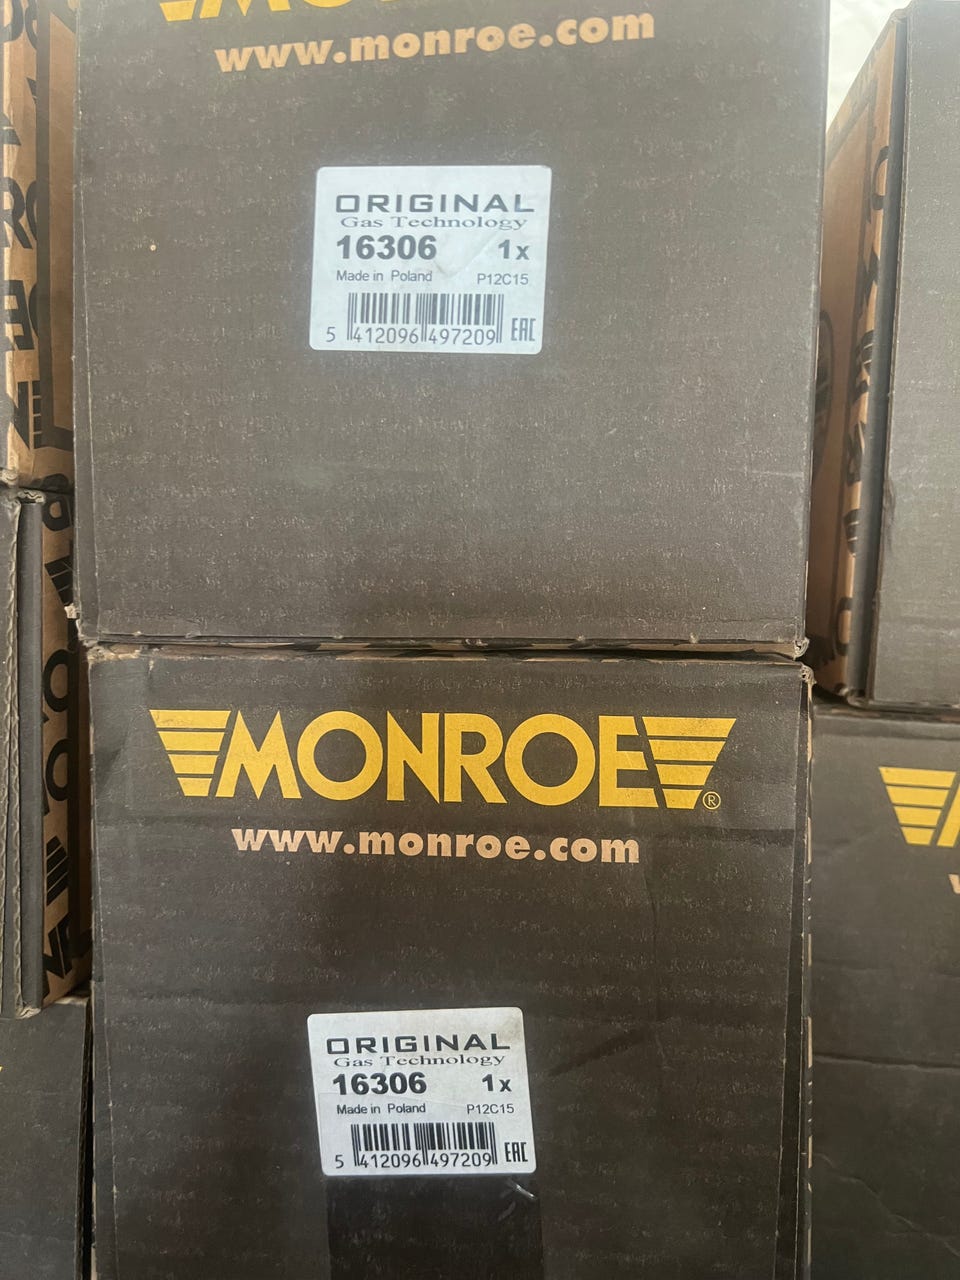 www.monroe.com
ORIGINAL
Gas Technology
16306 1x
Made in Poland P12C15
5 412096 497209 EAC
MONROE®
www.monroe.com
ORIGINAL
Gas Technology
16306 1x
Made in Poland P12C15
5 412096 497209 EAC